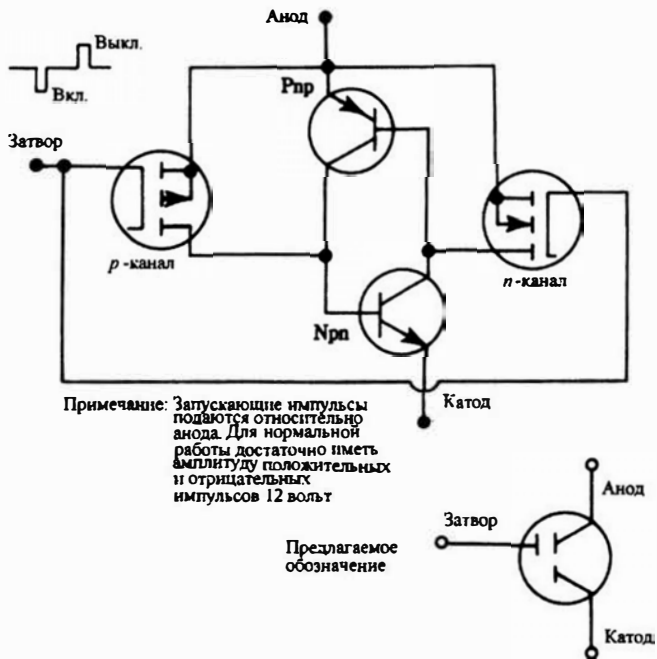 Анод
Выкл.
Вкл.
Pnp
Затвор
p-канал
n-канал
Npn
Катод
Примечание: Запускающие импульсы
подаются относительно
анода. Для нормальной
работы достаточно иметь
амплитуду положительных
и отрицательных
импульсов 12 вольт
Анод
Затвор
Предлагаемое
обозначение
Катод